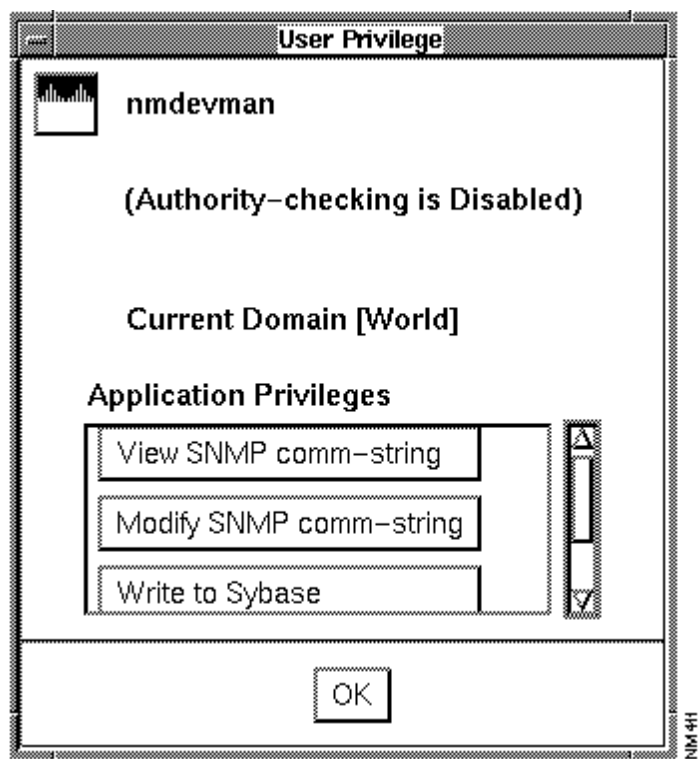 User Privilege
nmdevman
(Authority-checking is Disabled)
Current Domain [World]
Application Privileges
View SNMP comm-string
Modify SNMP comm-string
Write to Sybase
OK
NM4H